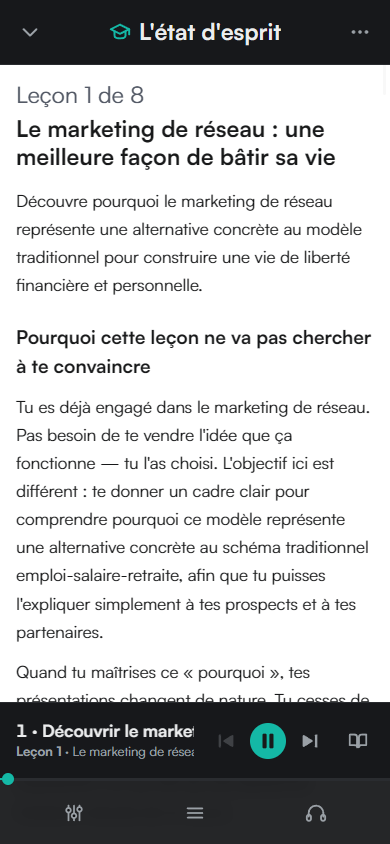 L'état d'esprit
Leçon 1 de 8
Le marketing de réseau : une
meilleure façon de bâtir sa vie
Découvre pourquoi le marketing de réseau
représente une alternative concrète au modèle
traditionnel pour construire une vie de liberté
financière et personnelle.
Pourquoi cette leçon ne va pas chercher
à te convaincre
Tu es déjà engagé dans le marketing de réseau.
Pas besoin de te vendre l'idée que ça
fonctionne — tu l'as choisi. L'objectif ici est
différent : te donner un cadre clair pour
comprendre pourquoi ce modèle représente
une alternative concrète au schéma traditionnel
emploi-salaire-retraite, afin que tu puisses
l'expliquer simplement à tes prospects et à tes
partenaires.
Quand tu maîtrises ce « pourquoi », tes
présentations changent de nature. Tu cesses de
1 · Découvrir le market
Leçon 1 · Le marketing de résea